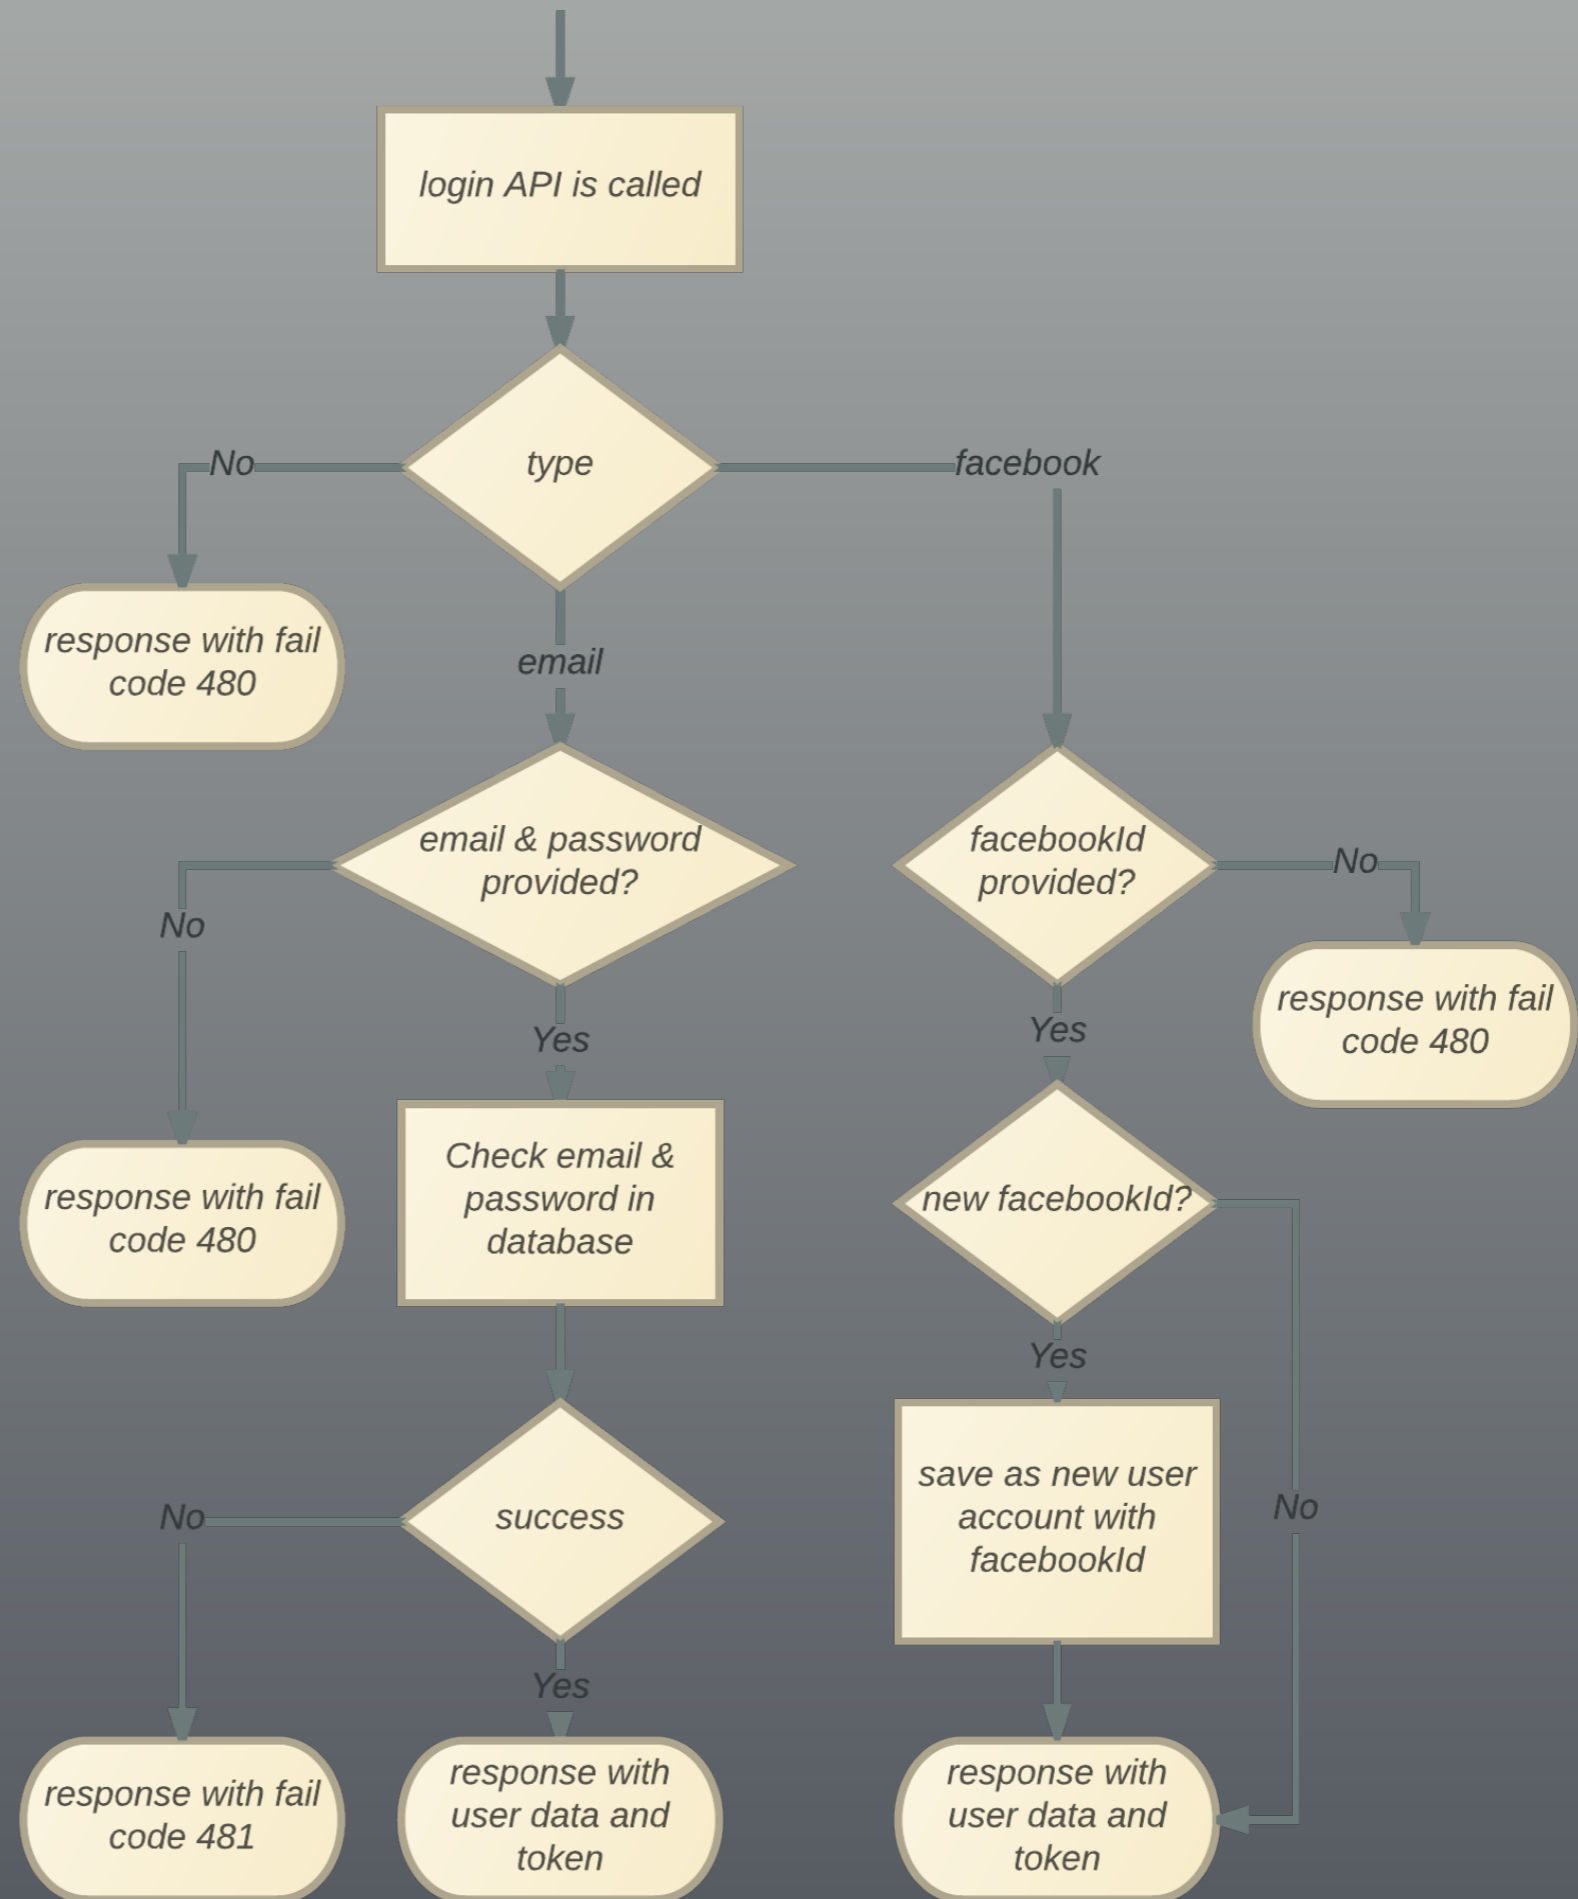 login API is called
type
No
facebook
response with fail
code 480
email
email & password
provided?
facebookId
provided?
No
No
Yes
Yes
response with fail
code 480
Check email &
password in
database
new facebookId?
response with fail
code 480
Yes
save as new user
account with
facebookId
success
No
No
Yes
response with fail
code 481
response with
user data and
token
response with
user data and
token